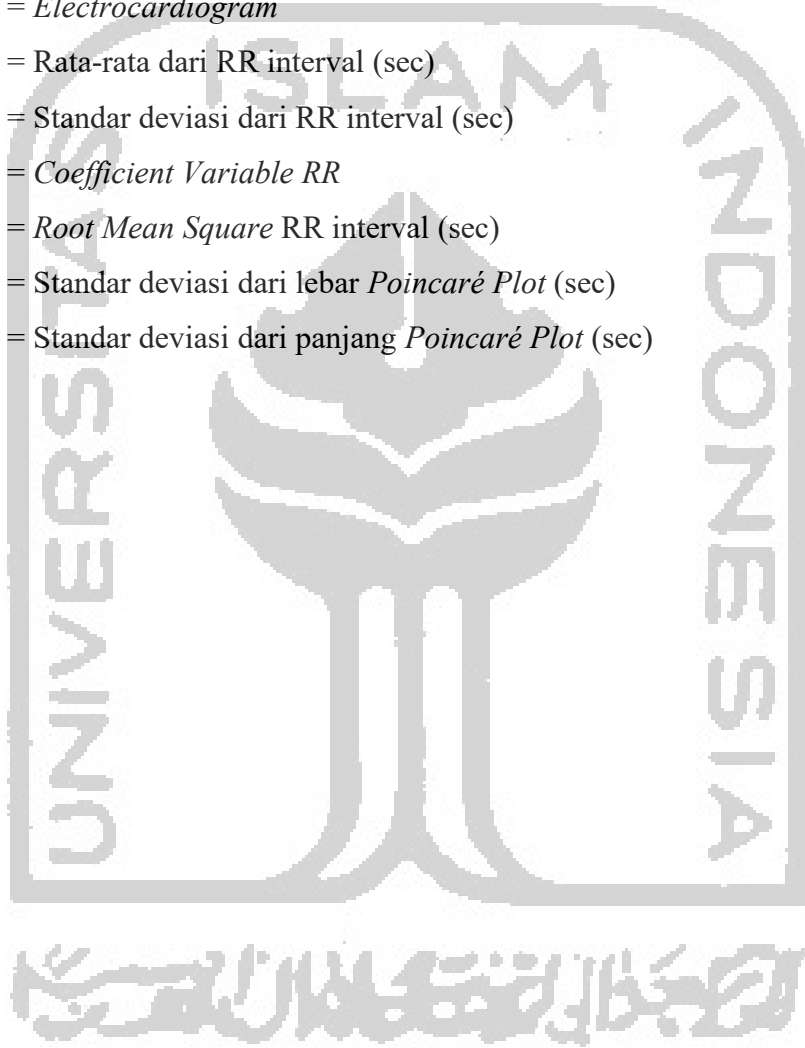 = Electrocardiogram
= Rata-rata dari RR interval (sec)
= Standar deviasi dari RR interval (sec)
= Coefficient Variable RR
= Root Mean Square RR interval (sec)
= Standar deviasi dari lebar Poincaré Plot (sec)
= Standar deviasi dari panjang Poincaré Plot (sec)
UNIVERSITAS
ISLAM
INDONESIA